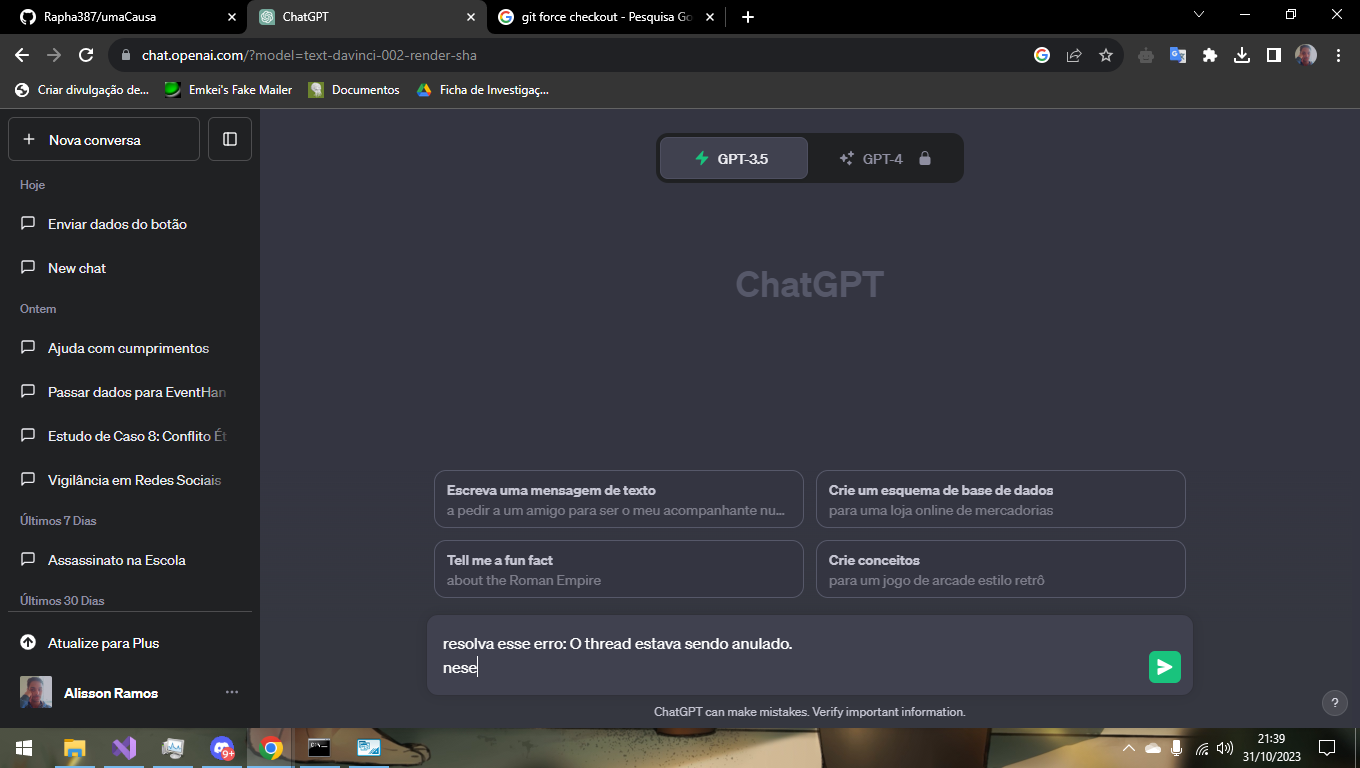 Rapha387/umaCausa
ChatGPT
git force checkout - Pesquisa Go
chat.openai.com/?model=text-davinci-002-render-sha
Criar divulgação de...
Emkei's Fake Mailer
Documentos
Ficha de Investigaç...
Nova conversa
Hoje
Enviar dados do botão
New chat
Ontem
Ajuda com cumprimentos
Passar dados para EventHan
Estudo de Caso 8: Conflito Ét
Vigilância em Redes Sociais
Últimos 7 Dias
Assassinato na Escola
Últimos 30 Dias
Atualize para Plus
Alisson Ramos
GPT-3.5
GPT-4
ChatGPT
Escreva uma mensagem de texto
a pedir a um amigo para ser o meu acompanhante nu...
Crie um esquema de base de dados
para uma loja online de mercadorias
Tell me a fun fact
about the Roman Empire
Crie conceitos
para um jogo de arcade estilo retrô
resolva esse erro: O thread estava sendo anulado.
nese
ChatGPT can make mistakes. Verify important information.
?
9+
21:39
31/10/2023